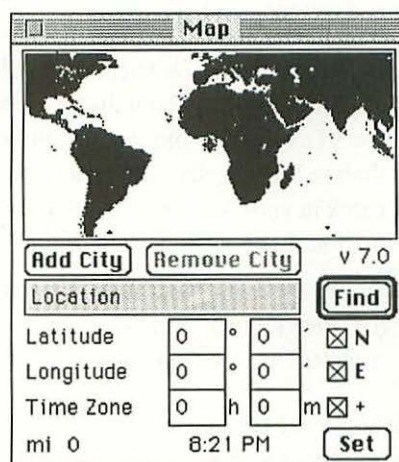 Map
Add City Remove City v 7.0
Location Find
Latitude 0 ° 0 ´ N
Longitude 0 ° 0 ´ E
Time Zone 0 h 0 m +
mi 0 8:21 PM Set